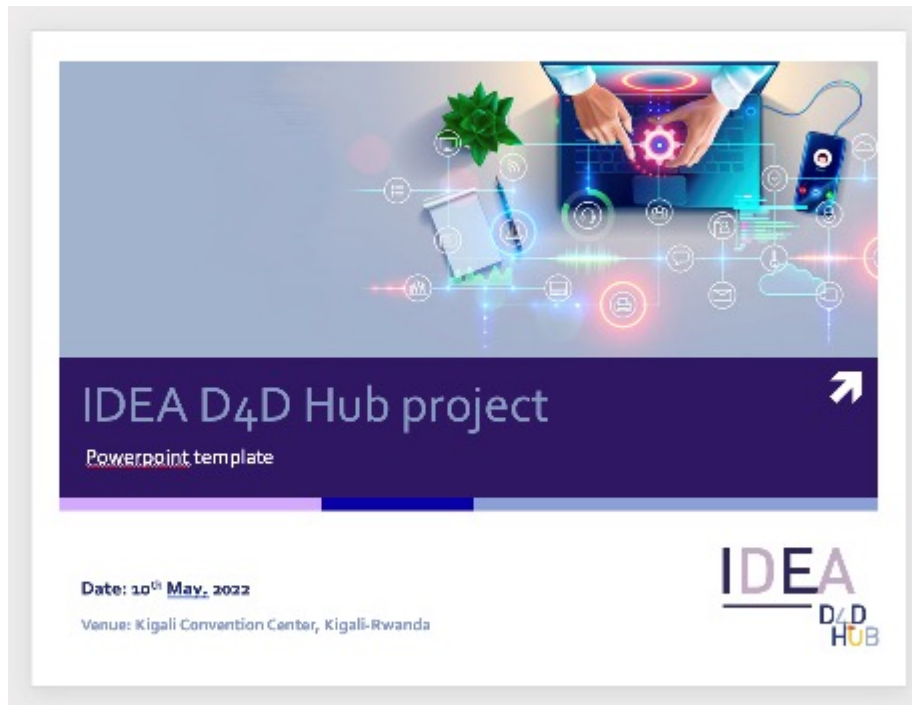 IDEA D4D Hub project
Powerpoint template
Date: 10th May, 2022
Venue: Kigali Convention Center, Kigali-Rwanda
IDEA
D4D
HUB